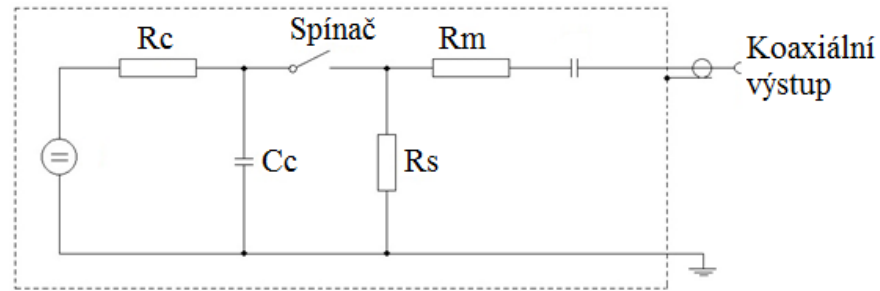 Rc
Spínač
Rm
Koaxiální
výstup
Cc
Rs